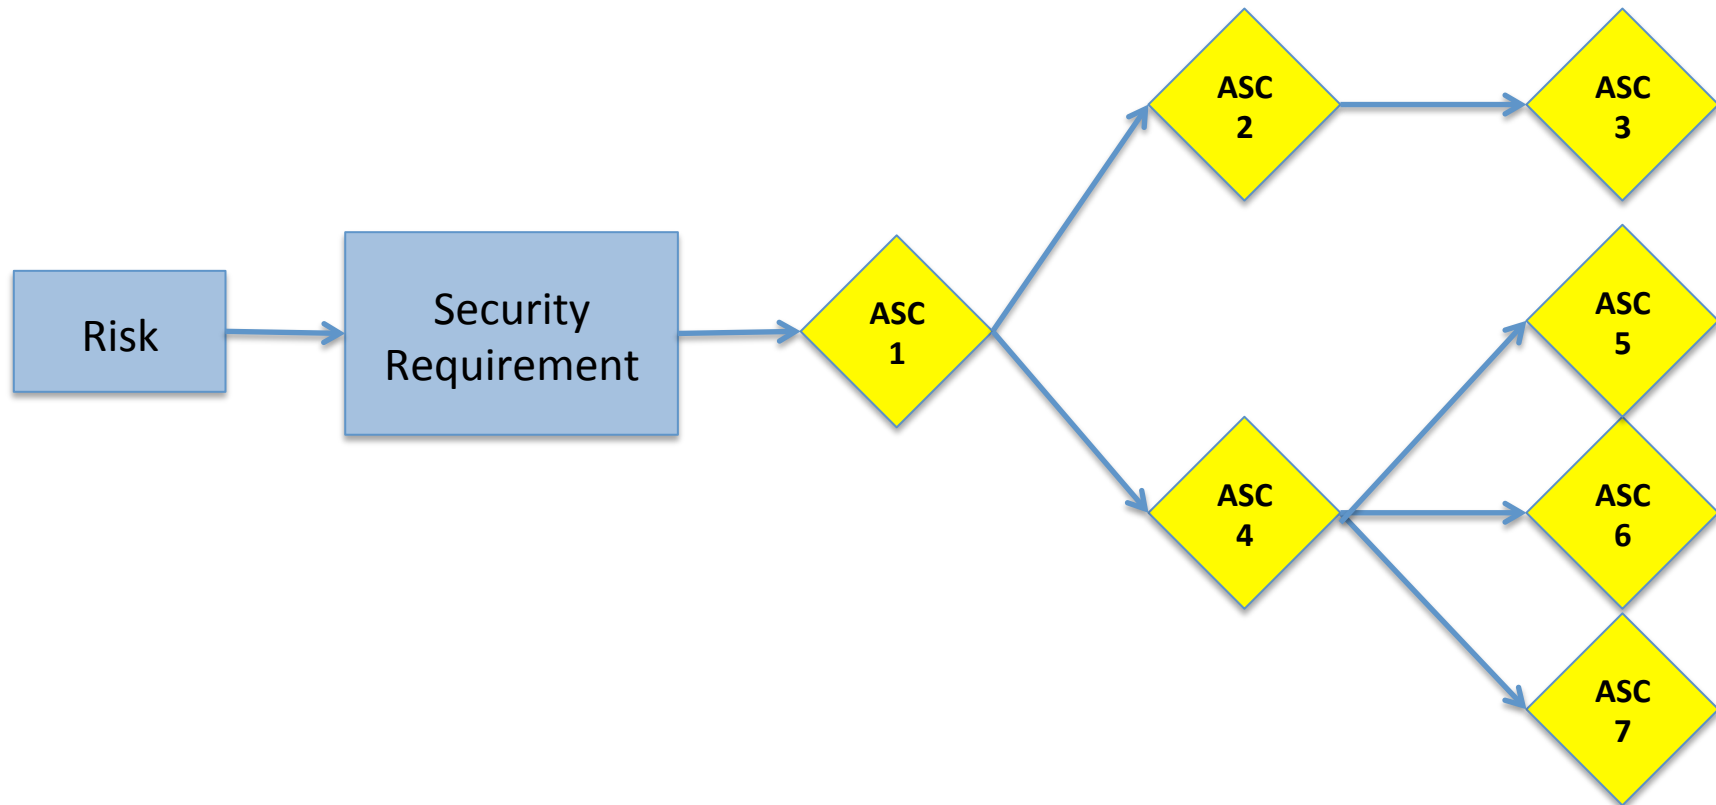 Risk
Security
Requirement
ASC
1
ASC
2
ASC
3
ASC
4
ASC
5
ASC
6
ASC
7